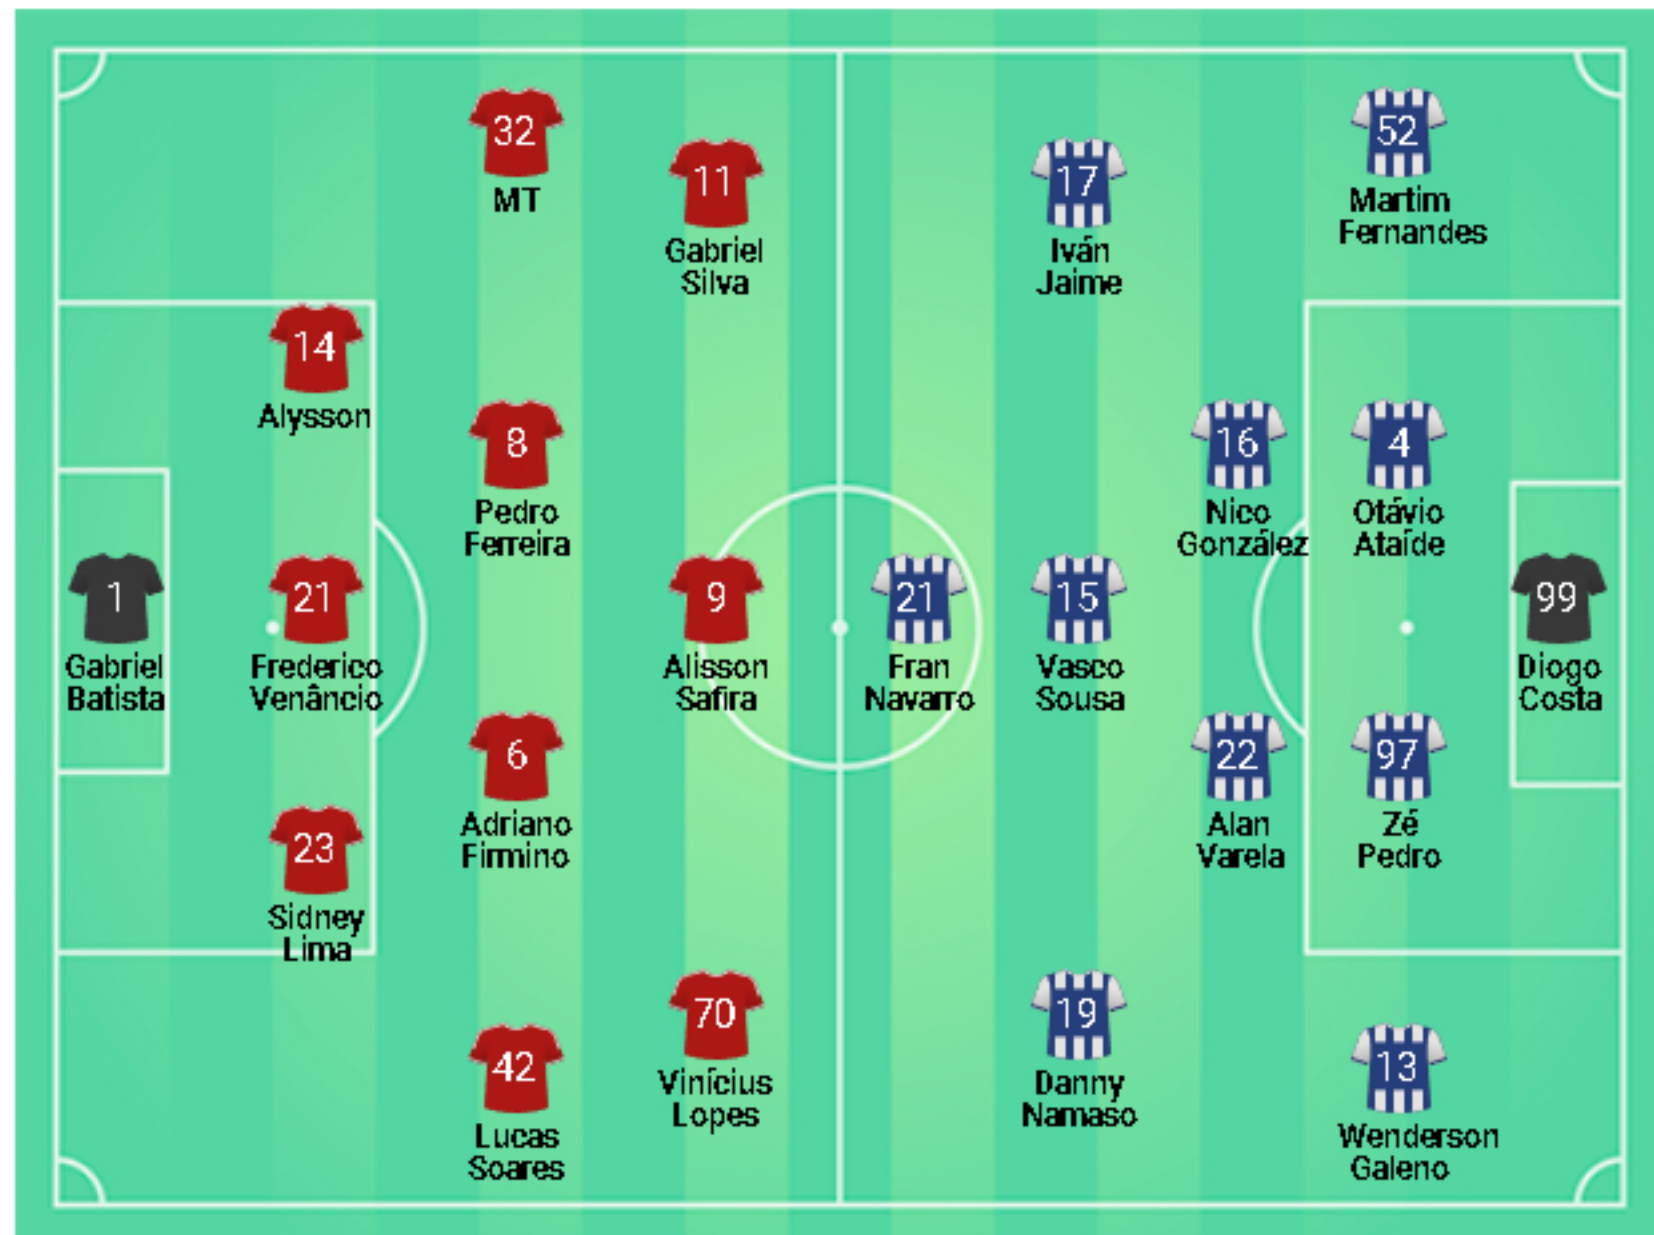 1
Gabriel
Batista
14
Alysson
21
Frederico
Venâncio
23
Sidney
Lima
32
MT
8
Pedro
Ferreira
6
Adriano
Firmino
42
Lucas
Soares
11
Gabriel
Silva
9
Alisson
Safira
70
Vinícius
Lopes
21
Fran
Navarro
17
Iván
Jaime
15
Vasco
Sousa
19
Danny
Namaso
16
Nico
González
22
Alan
Varela
52
Martim
Fernandes
4
Otávio
Ataíde
97
Zé
Pedro
13
Wenderson
Galeno
99
Diogo
Costa